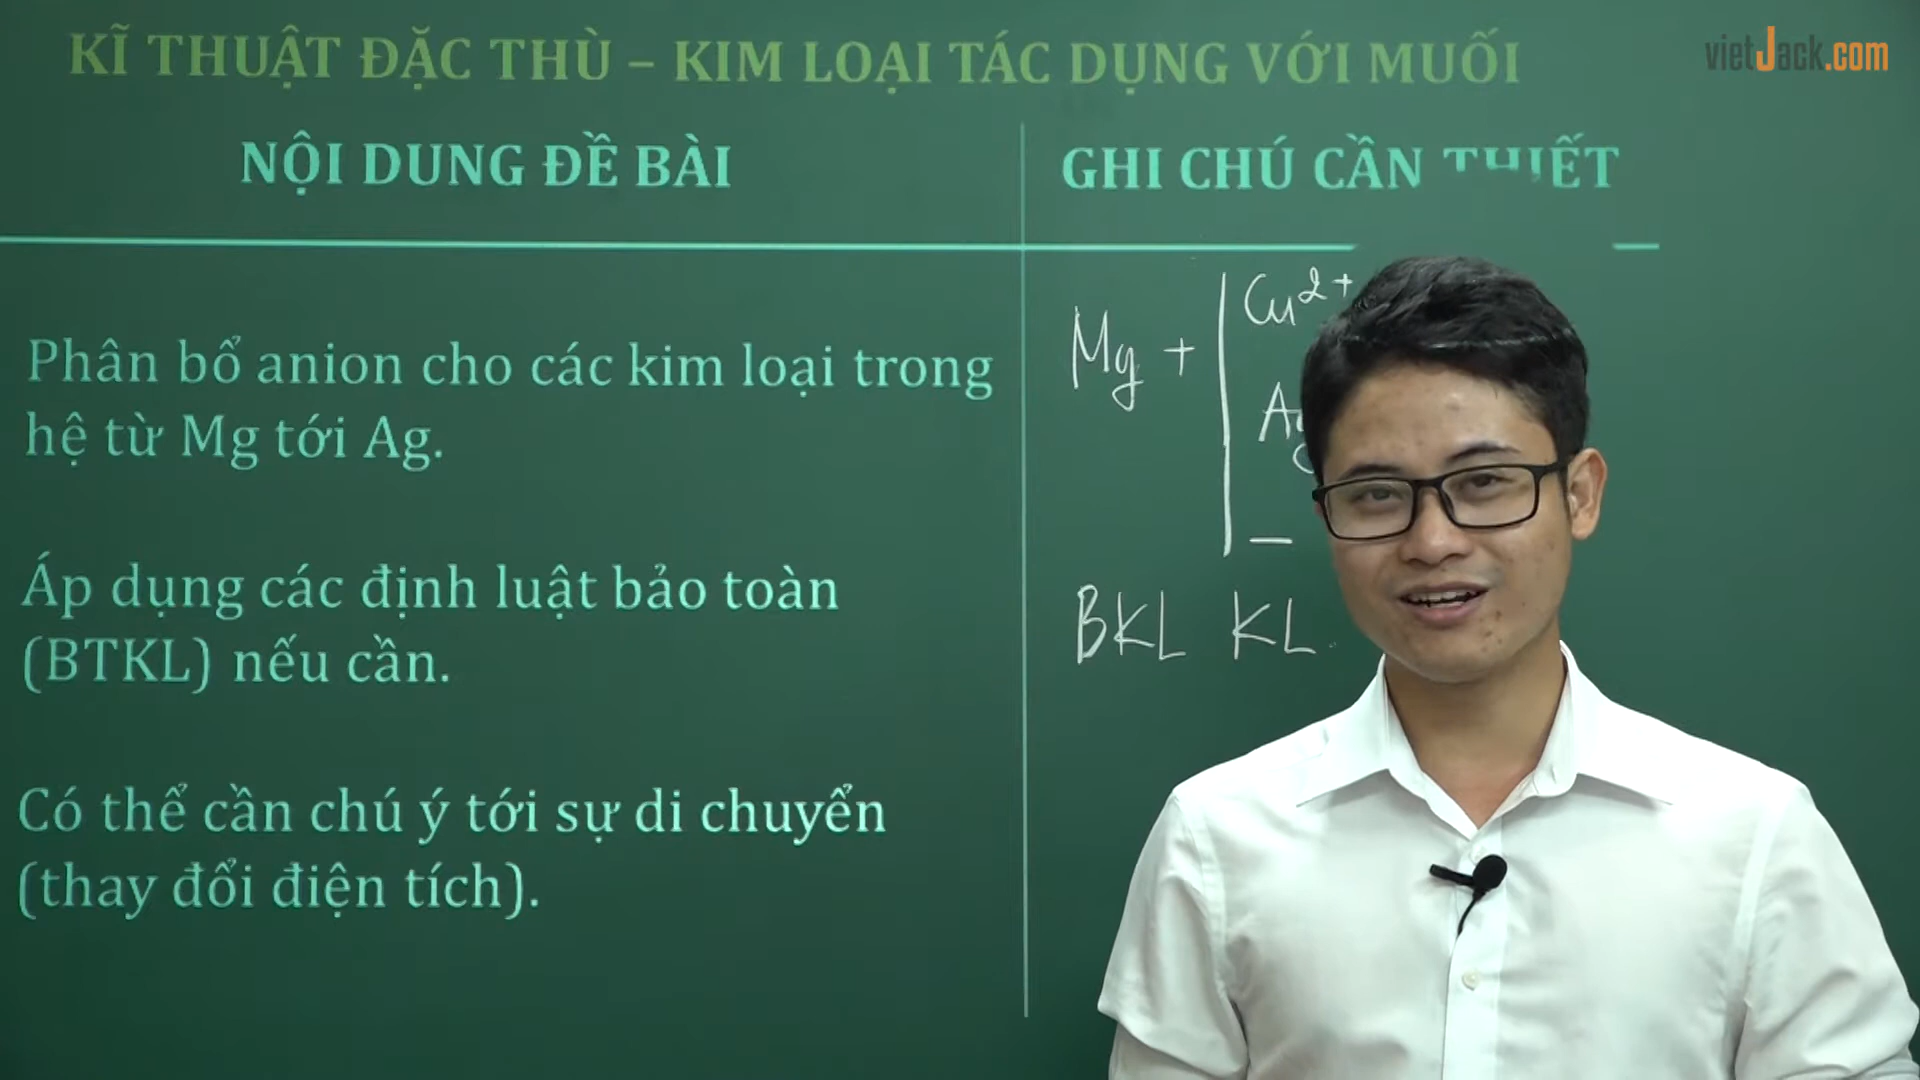 KĨ THUẬT ĐẶC THÙ – KIM LOẠI TÁC DỤNG VỚI MUỐI
vietJack.com
NỘI DUNG ĐỀ BÀI
GHI CHÚ CẦN THIẾT
Phân bổ anion cho các kim loại trong
hệ từ Mg tới Ag.
Áp dụng các định luật bảo toàn
(BTKL) nếu cần.
Có thể cần chú ý tới sự di chuyển
(thay đổi điện tích).
Mg + Cu²⁺
BKL KL